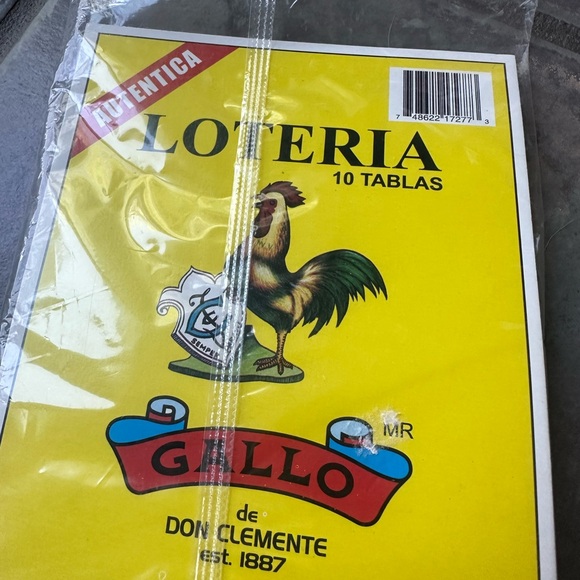 AUTENTICA
7 48622 17277 3
LOTERIA
10 TABLAS
GALLO
MR
de
DON CLEMENTE
est. 1887